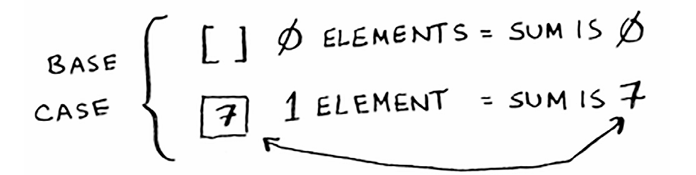 BASE
CASE
[ ] Ø ELEMENTS = SUM IS Ø
7 1 ELEMENT = SUM IS 7